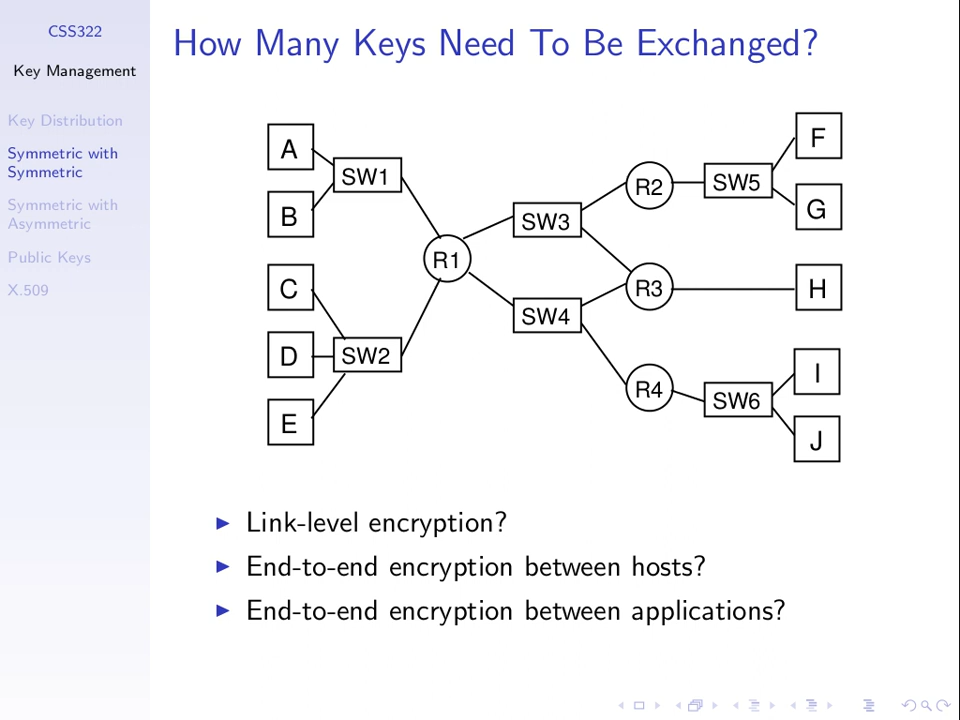 CSS322
Key Management
Key Distribution
Symmetric with
Symmetric
Symmetric with
Asymmetric
Public Keys
X.509
How Many Keys Need To Be Exchanged?
A
B
C
D
E
SW1
SW2
R1
SW3
SW4
R2
R3
R4
SW5
SW6
F
G
H
I
J
Link-level encryption?
End-to-end encryption between hosts?
End-to-end encryption between applications?